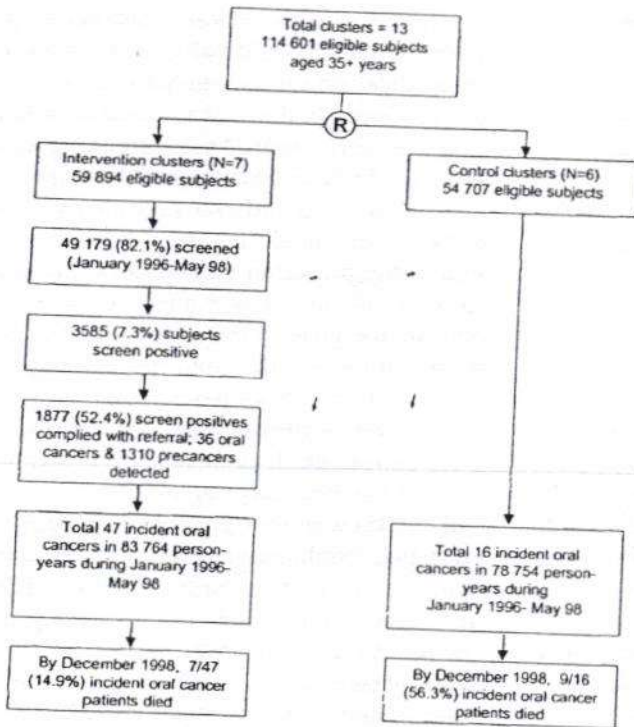 Total clusters = 13
114 601 eligible subjects
aged 35+ years
R
Intervention clusters (N=7)
59 894 eligible subjects
Control clusters (N=6)
54 707 eligible subjects
49 179 (82.1%) screened
(January 1996-May 98)
3585 (7.3%) subjects
screen positive
1877 (52.4%) screen positives
complied with referral; 36 oral
cancers & 1310 precancers
detected
Total 47 incident oral
cancers in 83 764 person-
years during January 1996-
May 98
Total 16 incident oral
cancers in 78 754 person-
years during
January 1996- May 98
By December 1998, 7/47
(14.9%) incident oral cancer
patients died
By December 1998, 9/16
(56.3%) incident oral cancer
patients died